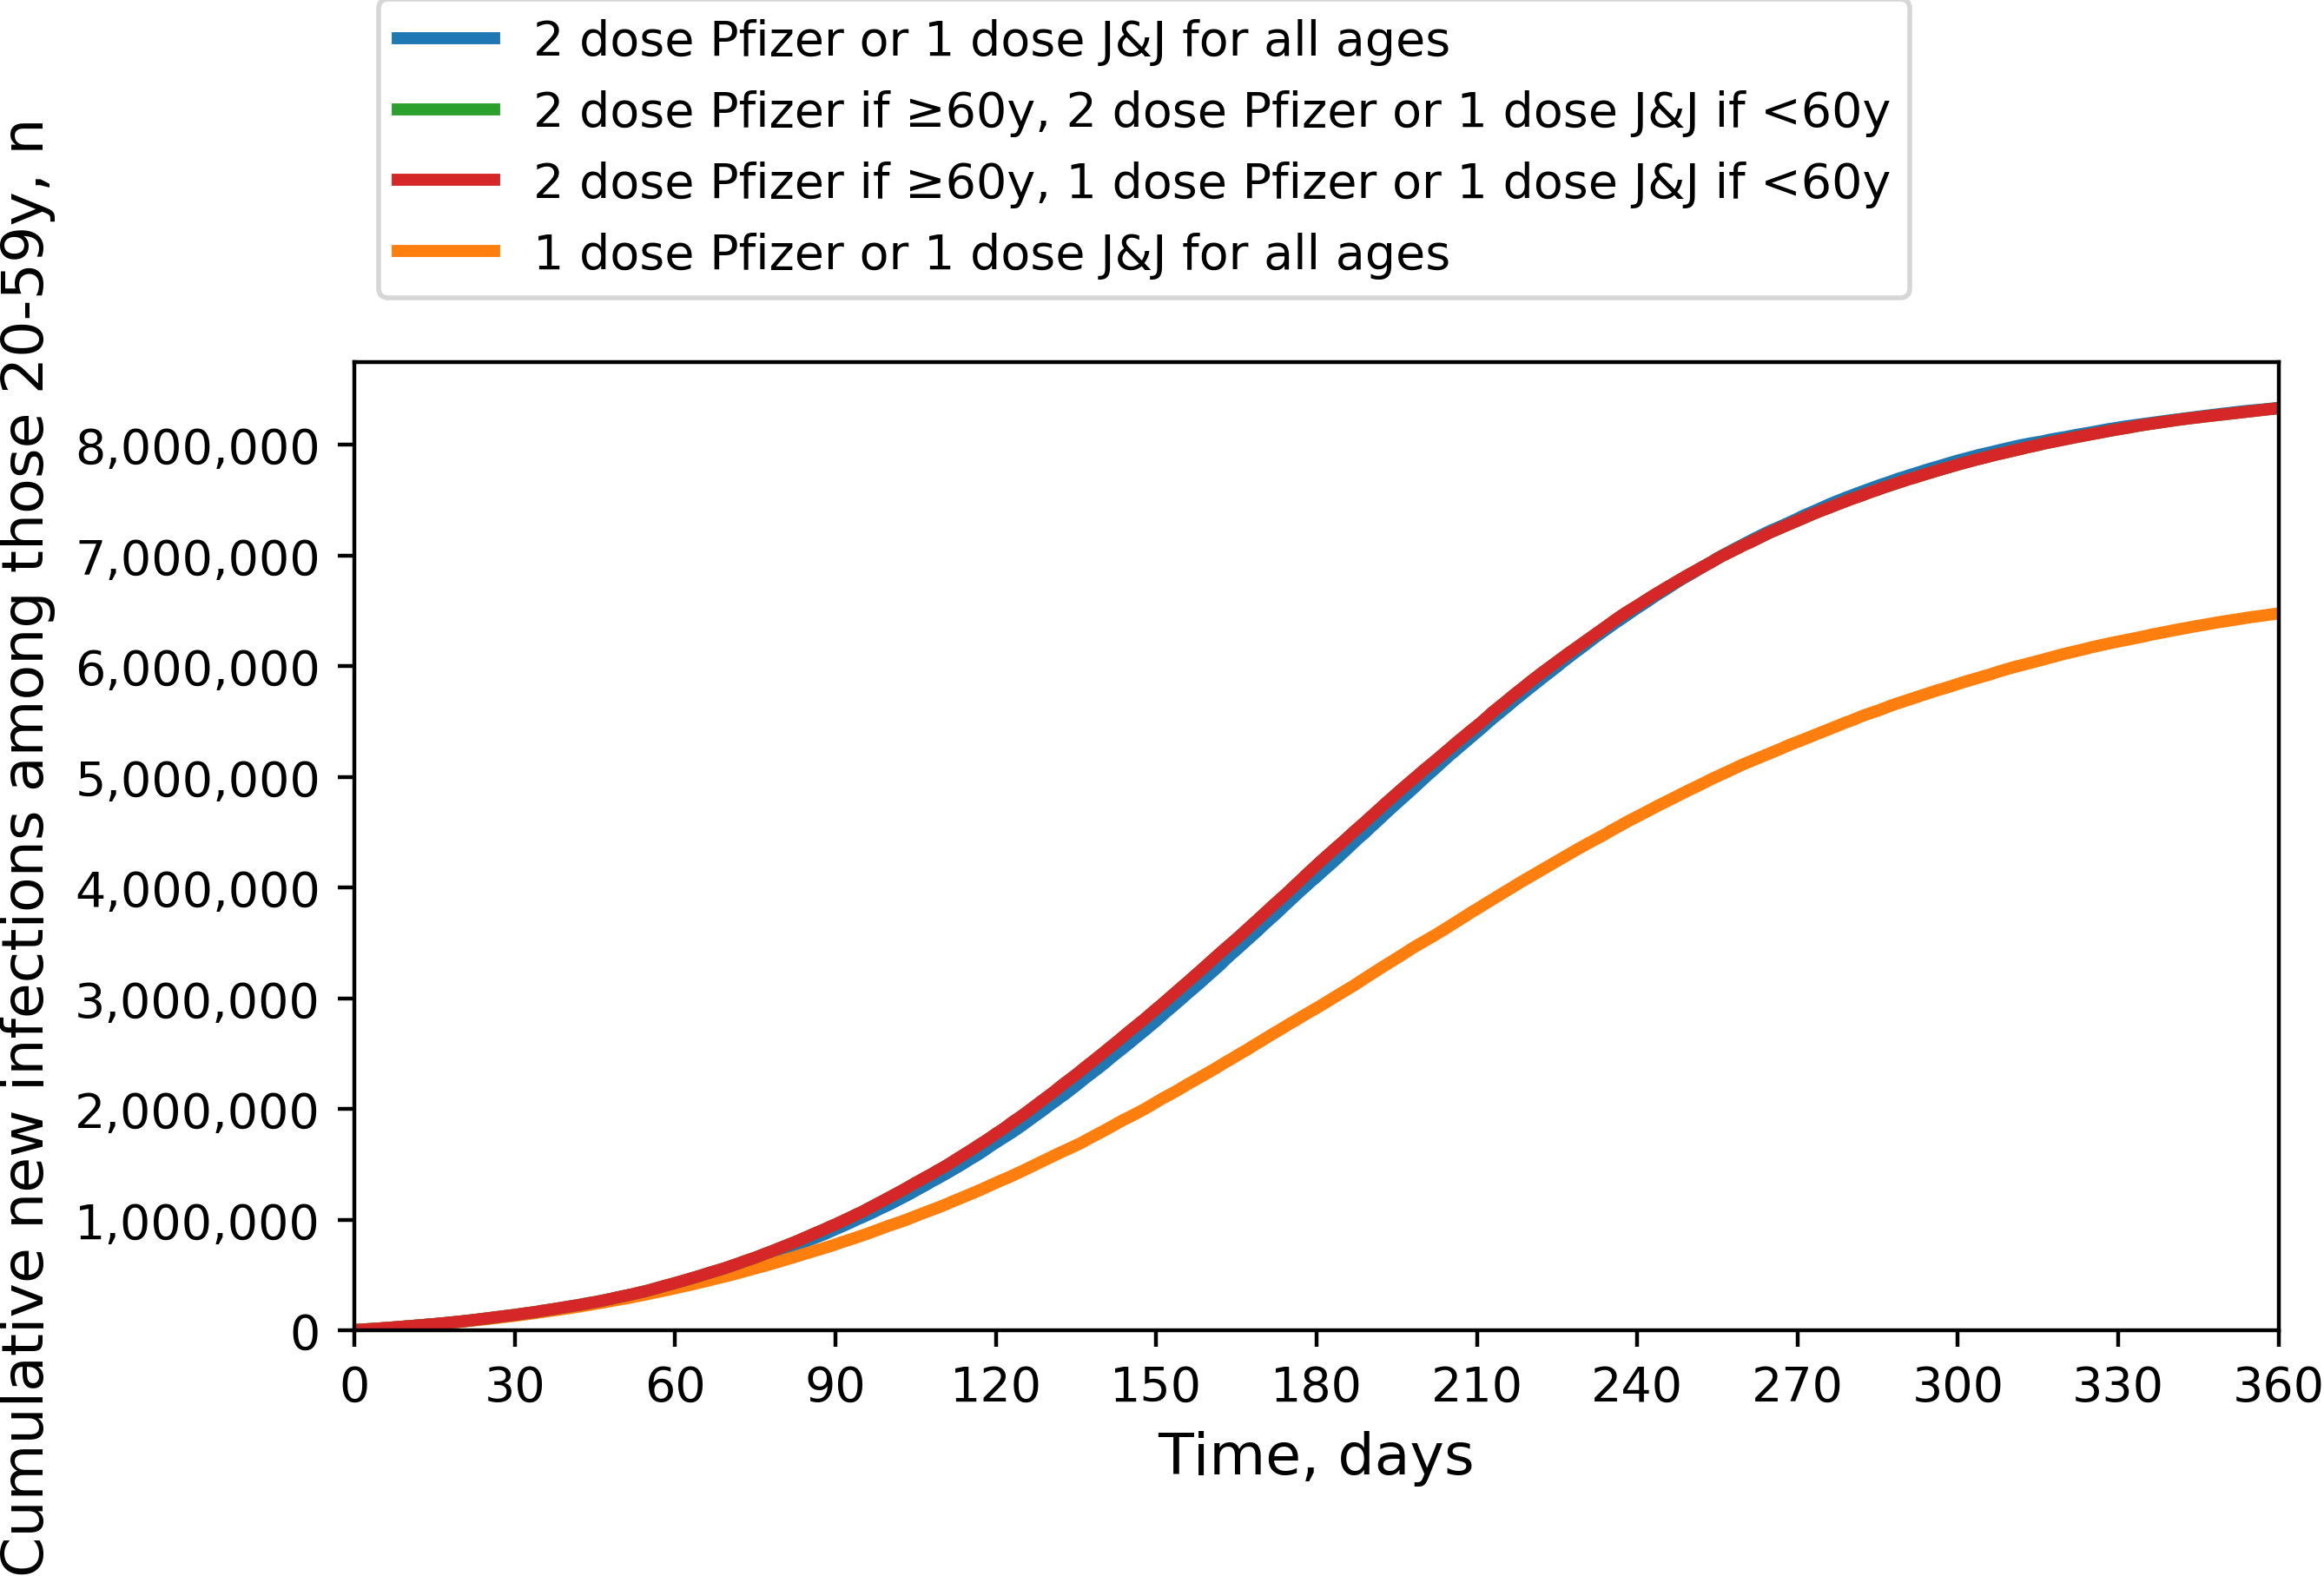 2 dose Pfizer or 1 dose J&J for all ages
2 dose Pfizer if ≥60y, 2 dose Pfizer or 1 dose J&J if <60y
2 dose Pfizer if ≥60y, 1 dose Pfizer or 1 dose J&J if <60y
1 dose Pfizer or 1 dose J&J for all ages
Cumulative new infections among those 20-59y, n
8,000,000
7,000,000
6,000,000
5,000,000
4,000,000
3,000,000
2,000,000
1,000,000
0
0 30 60 90 120 150 180 210 240 270 300 330 360
Time, days